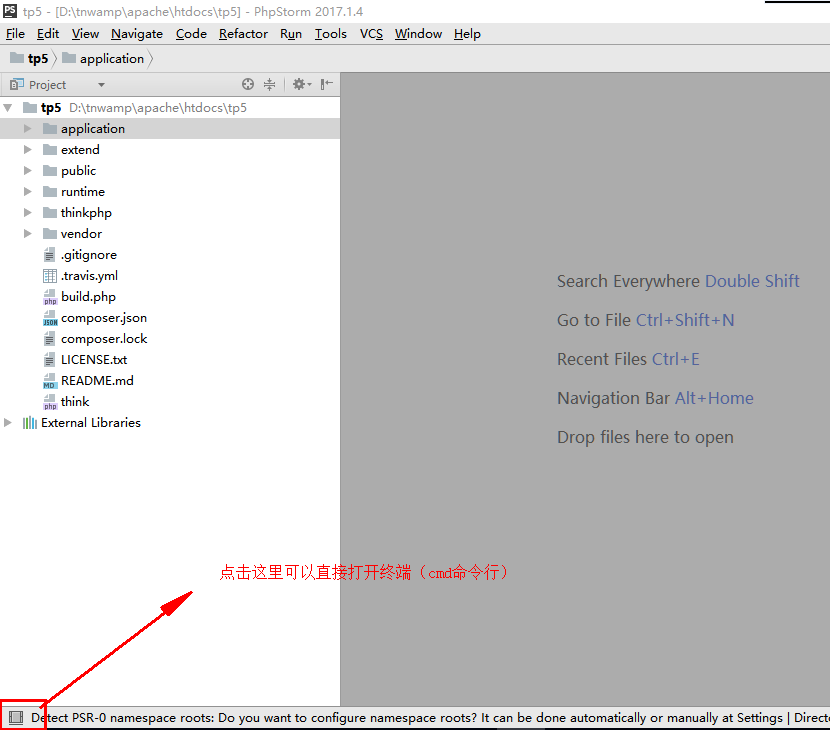 tp5 - [D:\tnwamp\apache\htdocs\tp5] - PhpStorm 2017.1.4
File Edit View Navigate Code Refactor Run Tools VCS Window Help
tp5 application
Project
tp5 D:\tnwamp\apache\htdocs\tp5
application
extend
public
runtime
thinkphp
vendor
.gitignore
.travis.yml
build.php
composer.json
composer.lock
LICENSE.txt
README.md
think
External Libraries
Search Everywhere Double Shift
Go to File Ctrl+Shift+N
Recent Files Ctrl+E
Navigation Bar Alt+Home
Drop files here to open
点击这里可以直接打开终端（cmd命令行）
Detect PSR-0 namespace roots: Do you want to configure namespace roots? It can be done automatically or manually at Settings | Directo